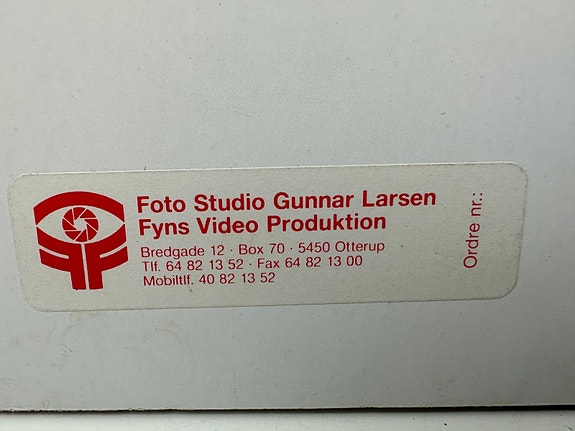 Foto Studio Gunnar Larsen
Fyns Video Produktion
Bredgade 12 · Box 70 · 5450 Otterup
Tlf. 64 82 13 52 · Fax 64 82 13 00
Mobiltlf. 40 82 13 52
Ordre nr.: